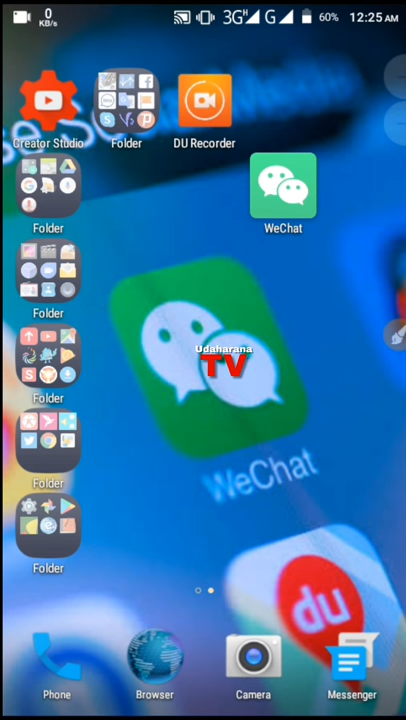 0
KB/s
3G H G 60% 12:25 AM
Creator Studio
Folder
DU Recorder
Folder
WeChat
Folder
Udaharana
TV
Folder
WeChat
Folder
Folder
du
Phone
Browser
Camera
Messenger